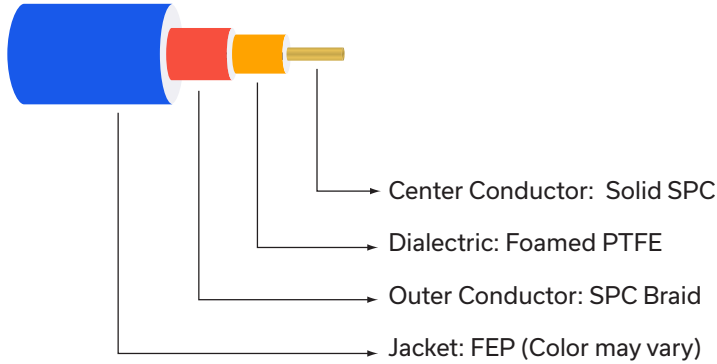 Center Conductor:  Solid SPC
Dialectric: Foamed PTFE
Outer Conductor: SPC Braid
Jacket: FEP (Color may vary)